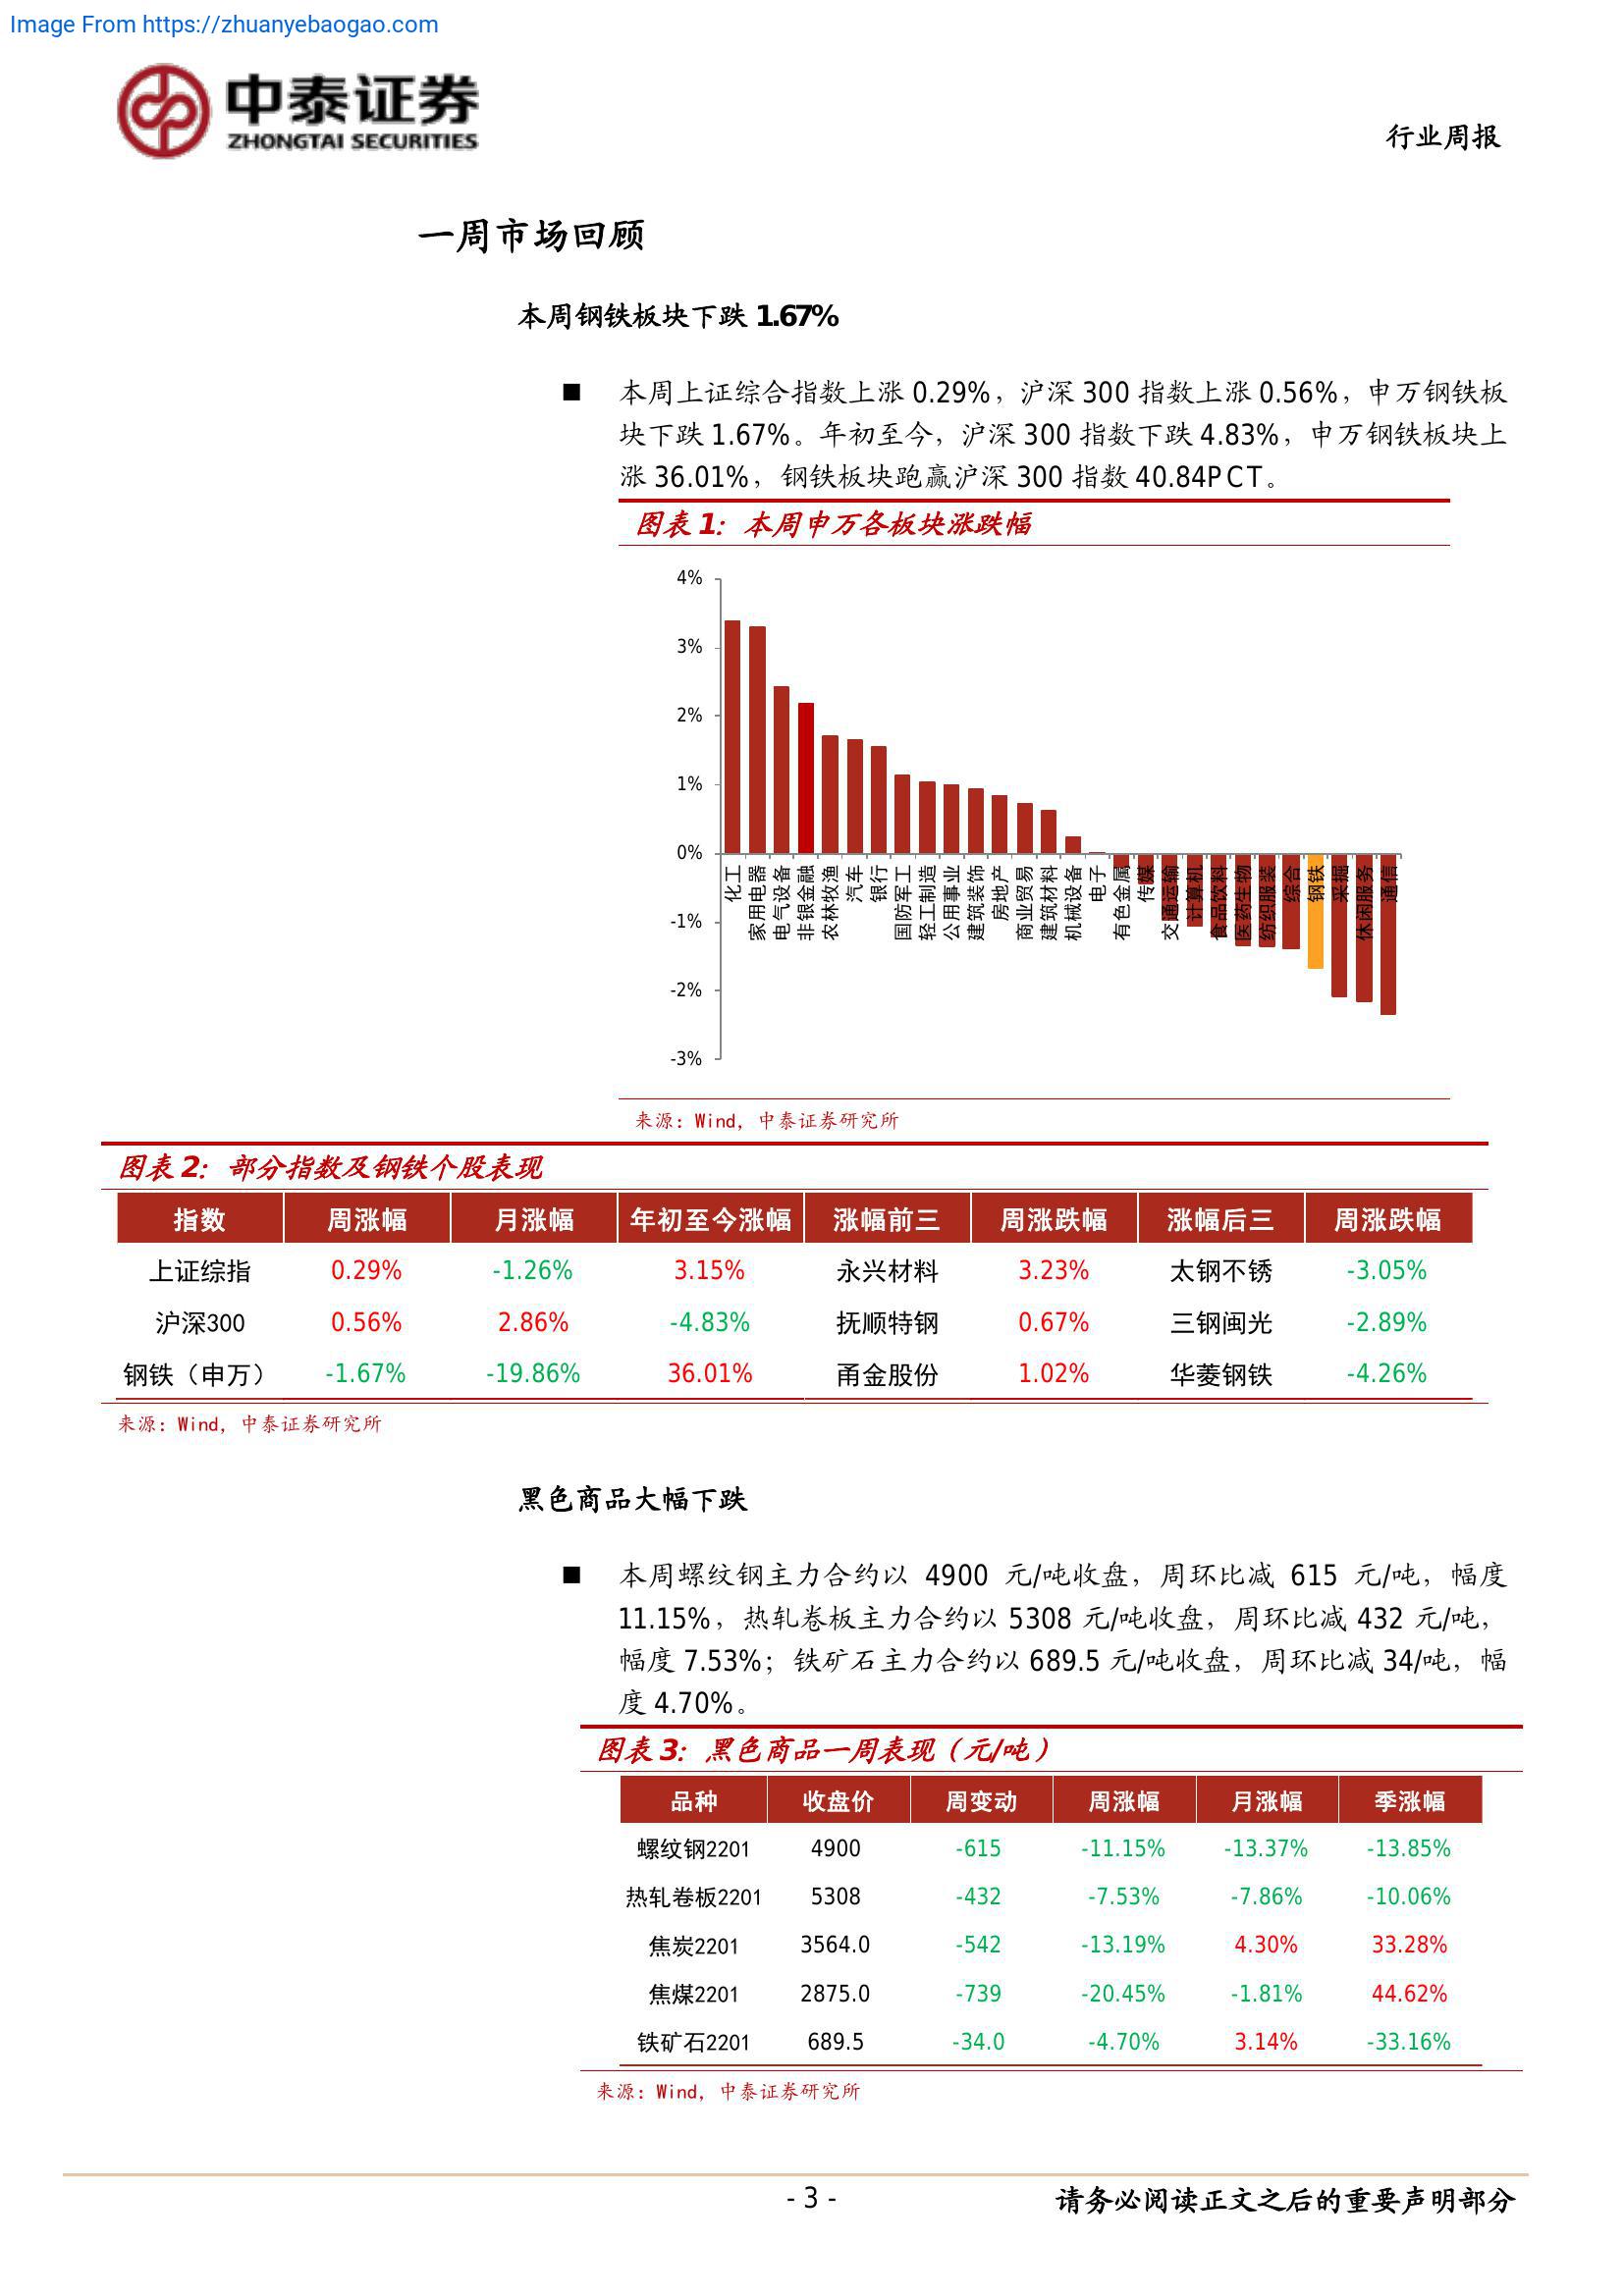 Image From https://zhuanyebaogao.com
中泰证券
ZHONGTAI SECURITIES
行业周报
一周市场回顾
本周钢铁板块下跌 1.67%
■ 本周上证综合指数上涨 0.29%，沪深 300 指数上涨 0.56%，申万钢铁板
块下跌 1.67%。年初至今，沪深 300 指数下跌 4.83%，申万钢铁板块上
涨 36.01%，钢铁板块跑赢沪深 300 指数 40.84PCT。
图表 1：本周申万各板块涨跌幅
4%
3%
2%
1%
0%
-1%
-2%
-3%
化工
家用电器
电气设备
非银金融
农林牧渔
汽车
银行
国防军工
轻工制造
公用事业
建筑装饰
房地产
商业贸易
建筑材料
机械设备
电子
有色金属
传媒
交通运输
计算机
食品饮料
医药生物
纺织服装
综合
钢铁
采掘
休闲服务
通信
来源：Wind，中泰证券研究所
图表 2：部分指数及钢铁个股表现
指数 周涨幅 月涨幅 年初至今涨幅 涨幅前三 周涨跌幅 涨幅后三 周涨跌幅
上证综指 0.29% -1.26% 3.15% 永兴材料 3.23% 太钢不锈 -3.05%
沪深300 0.56% 2.86% -4.83% 抚顺特钢 0.67% 三钢闽光 -2.89%
钢铁（申万） -1.67% -19.86% 36.01% 甬金股份 1.02% 华菱钢铁 -4.26%
来源：Wind，中泰证券研究所
黑色商品大幅下跌
■ 本周螺纹钢主力合约以 4900 元/吨收盘，周环比减 615 元/吨，幅度
11.15%，热轧卷板主力合约以 5308 元/吨收盘，周环比减 432 元/吨，
幅度 7.53%；铁矿石主力合约以 689.5 元/吨收盘，周环比减 34/吨，幅
度 4.70%。
图表 3：黑色商品一周表现（元/吨）
品种 收盘价 周变动 周涨幅 月涨幅 季涨幅
螺纹钢2201 4900 -615 -11.15% -13.37% -13.85%
热轧卷板2201 5308 -432 -7.53% -7.86% -10.06%
焦炭2201 3564.0 -542 -13.19% 4.30% 33.28%
焦煤2201 2875.0 -739 -20.45% -1.81% 44.62%
铁矿石2201 689.5 -34.0 -4.70% 3.14% -33.16%
来源：Wind，中泰证券研究所
- 3 -
请务必阅读正文之后的重要声明部分